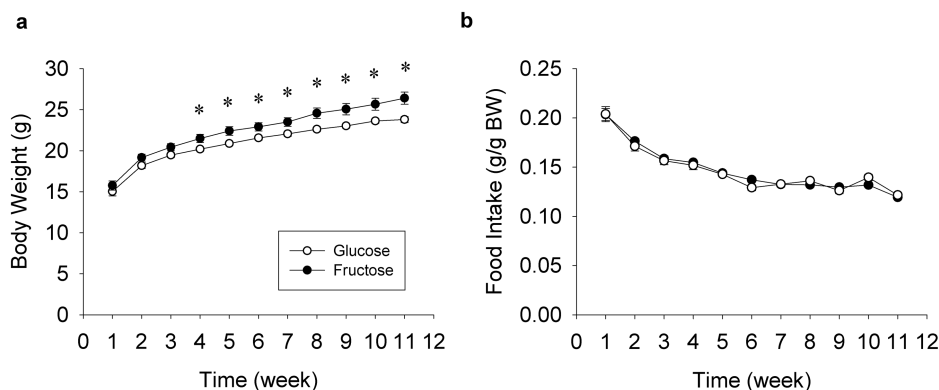 a
Body Weight (g)
30
25
20
15
10
5
0
* * * * * * * *
Glucose
Fructose
0 1 2 3 4 5 6 7 8 9 10 11 12
Time (week)
b
Food Intake (g/g BW)
0.25
0.20
0.15
0.10
0.05
0.00
0 1 2 3 4 5 6 7 8 9 10 11 12
Time (week)